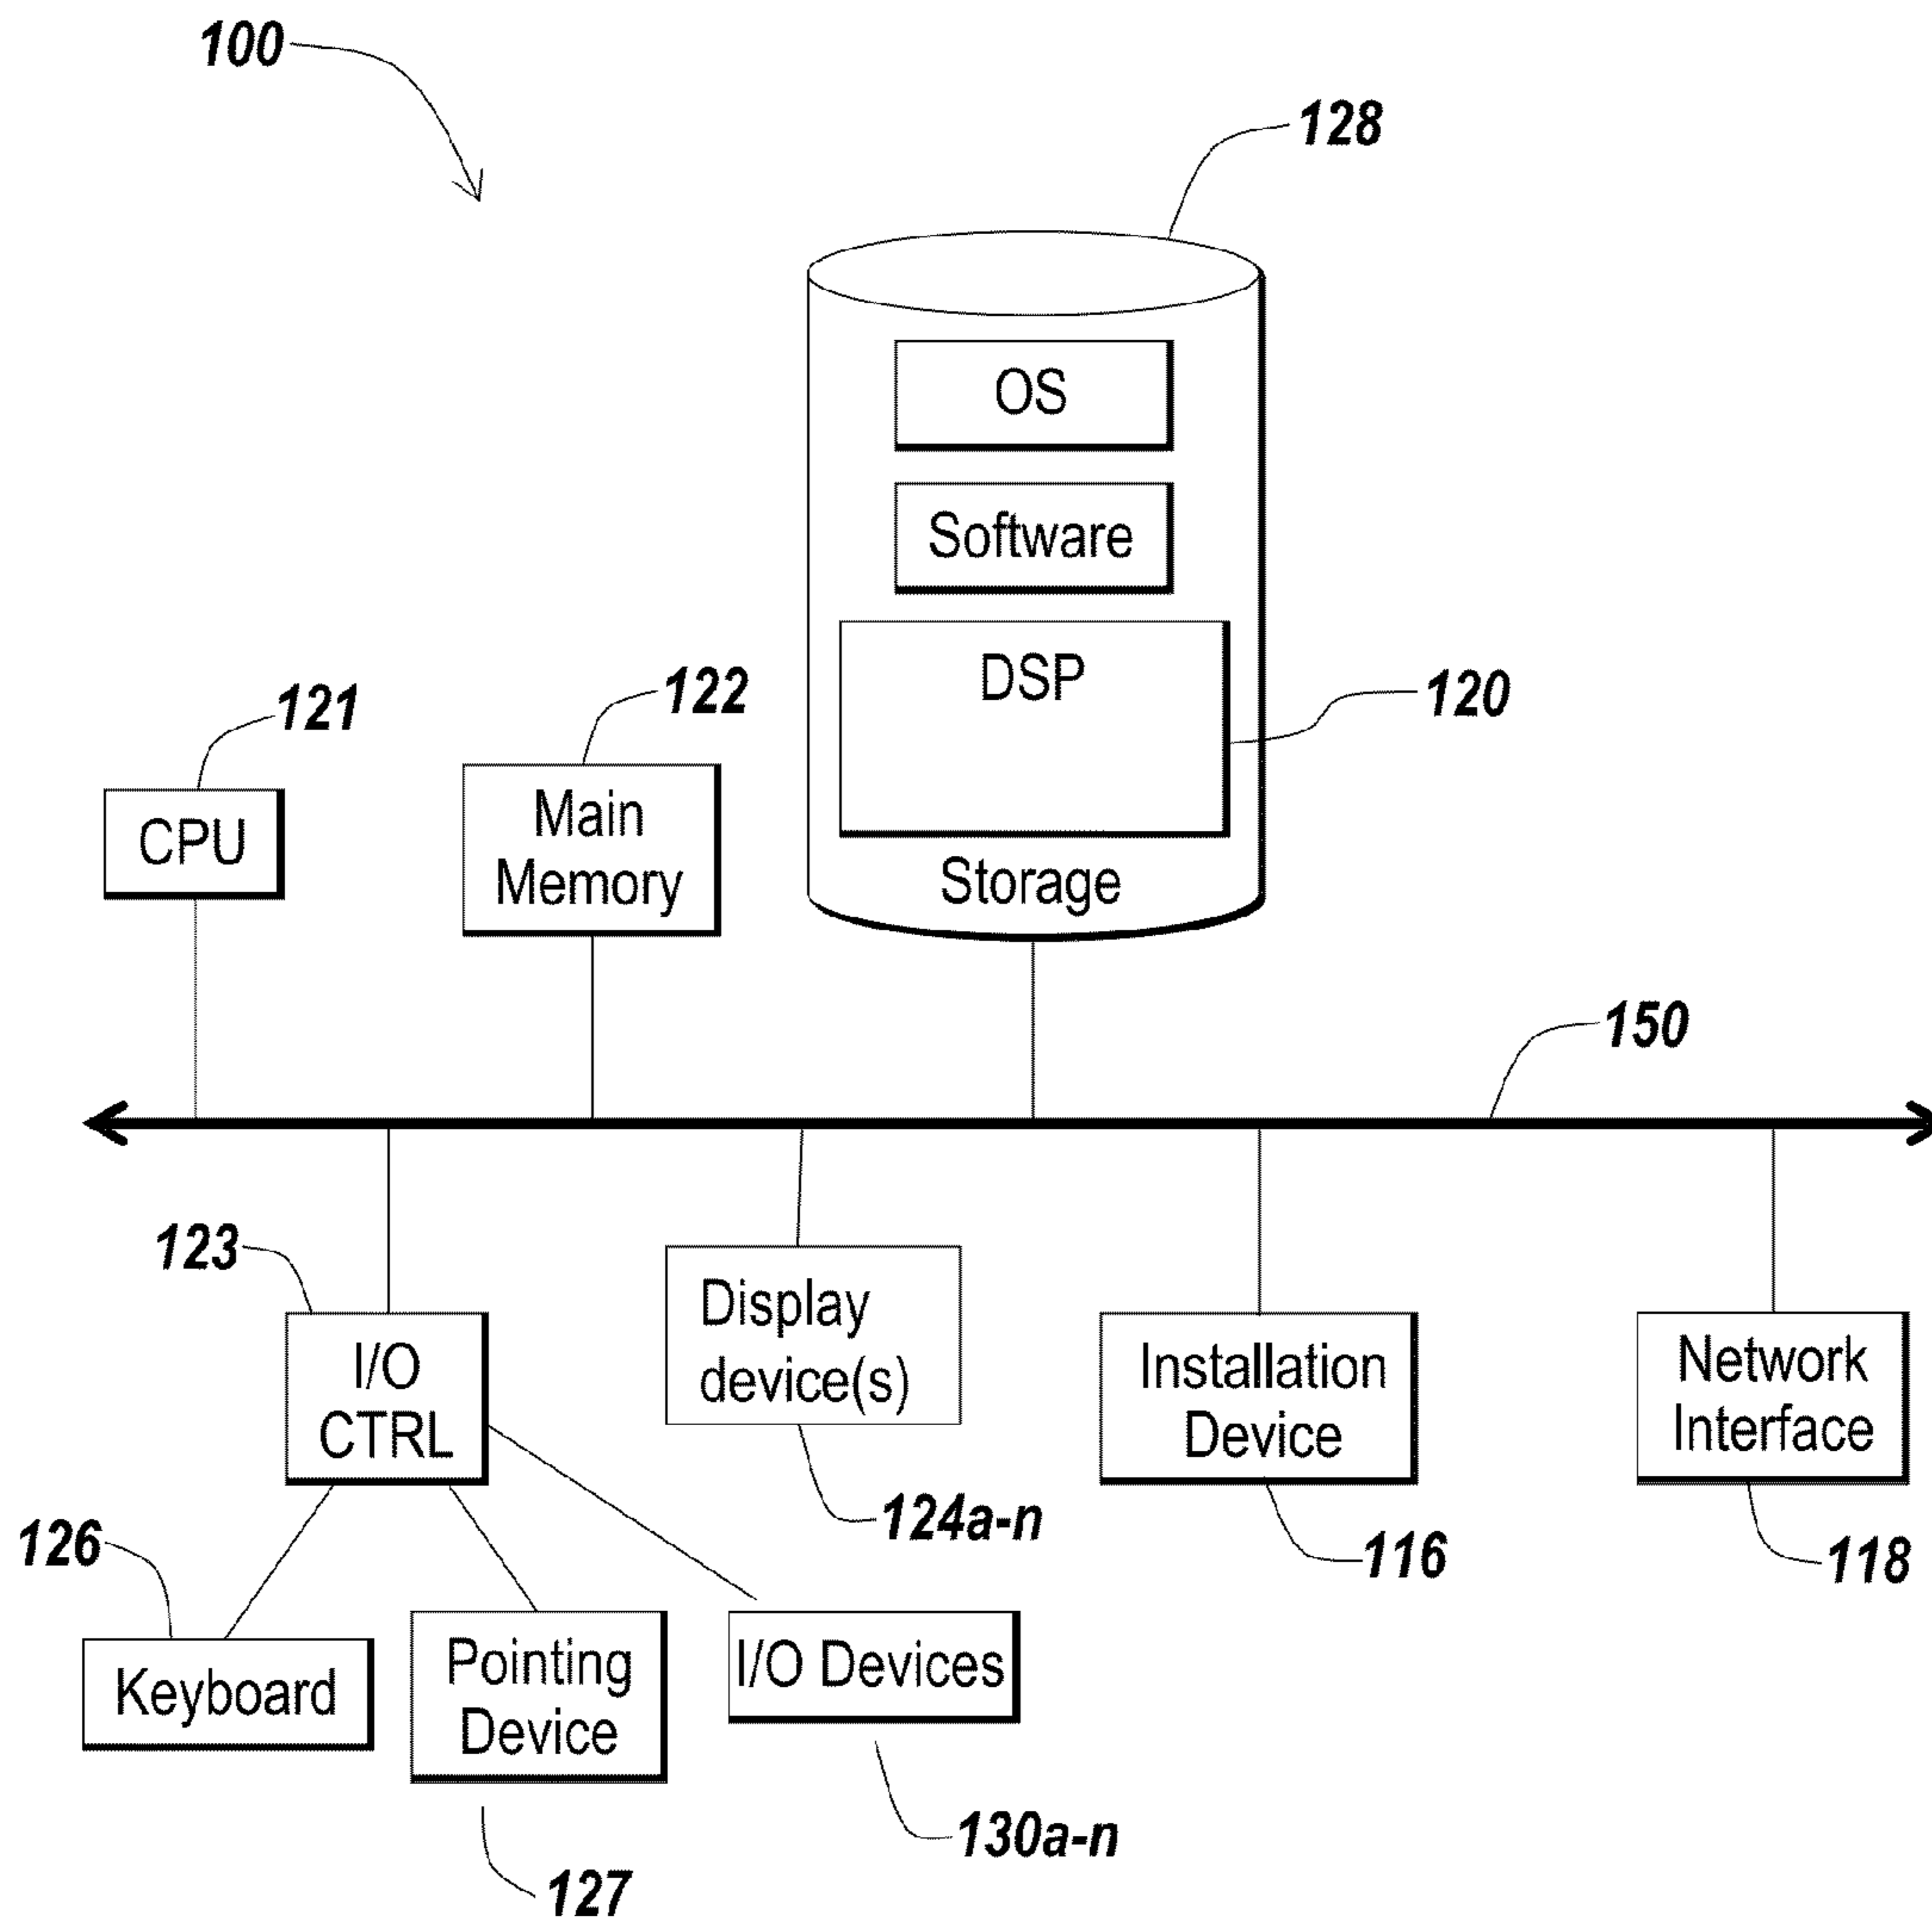 100
128
OS
Software
DSP
120
Storage
121
CPU
122
Main
Memory
150
123
I/O
CTRL
Display
device(s)
124a-n
Installation
Device
116
Network
Interface
118
126
Keyboard
Pointing
Device
127
I/O Devices
130a-n